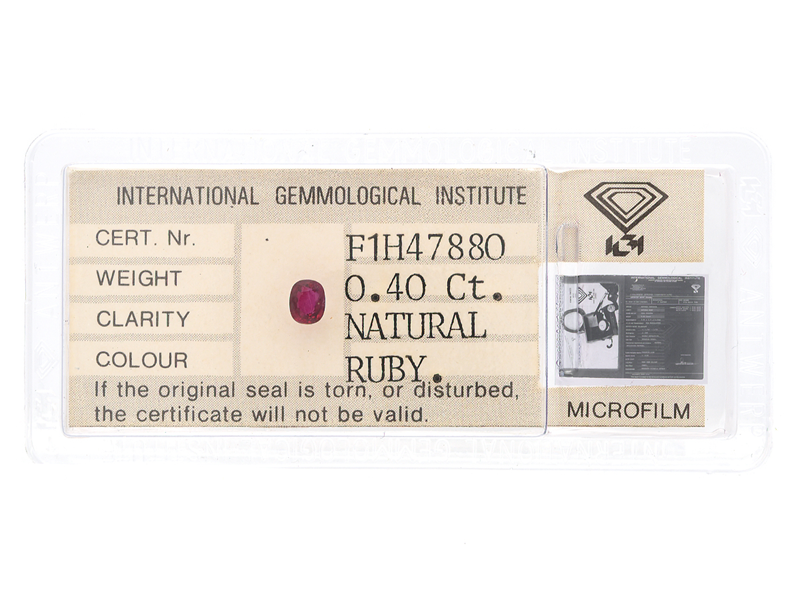 INTERNATIONAL GEMMOLOGICAL INSTITUTE
CERT. Nr. F1H47880
WEIGHT 0.40 Ct.
CLARITY NATURAL
COLOUR RUBY.
If the original seal is torn, or disturbed,
the certificate will not be valid.
IGI
MICROFILM